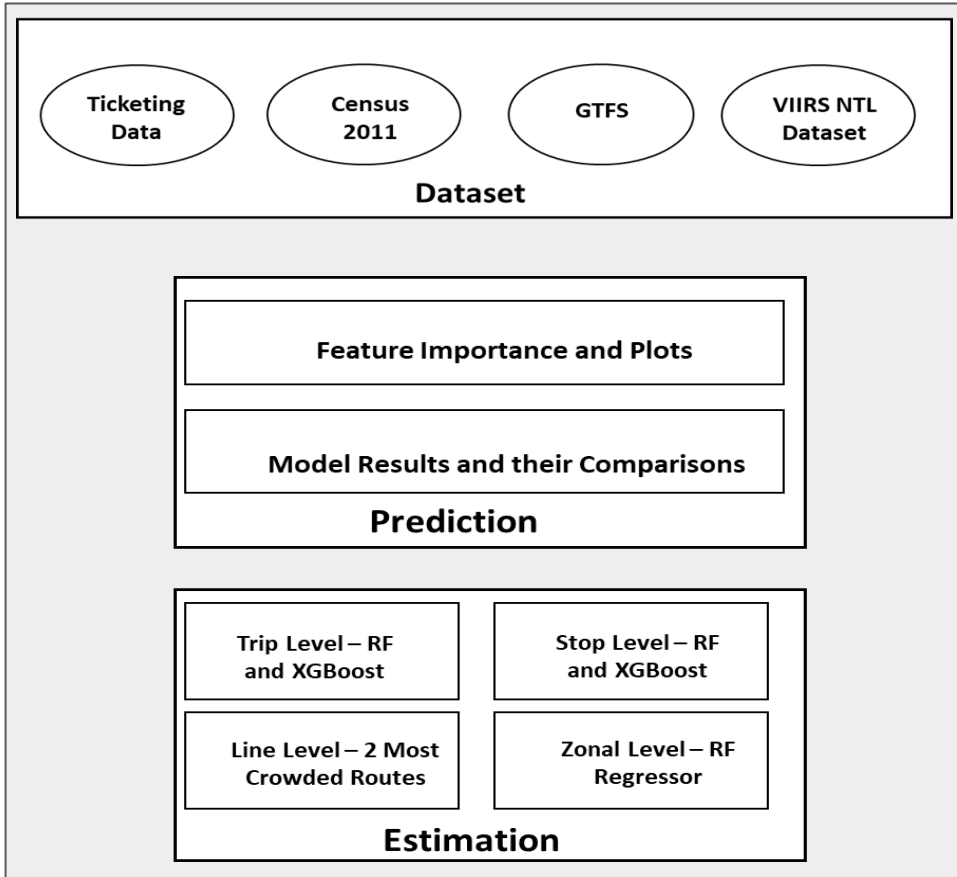 Ticketing
Data
Census
2011
GTFS
VIIRS NTL
Dataset
Dataset
Feature Importance and Plots
Model Results and their Comparisons
Prediction
Trip Level – RF
and XGBoost
Stop Level – RF
and XGBoost
Line Level – 2 Most
Crowded Routes
Zonal Level – RF
Regressor
Estimation